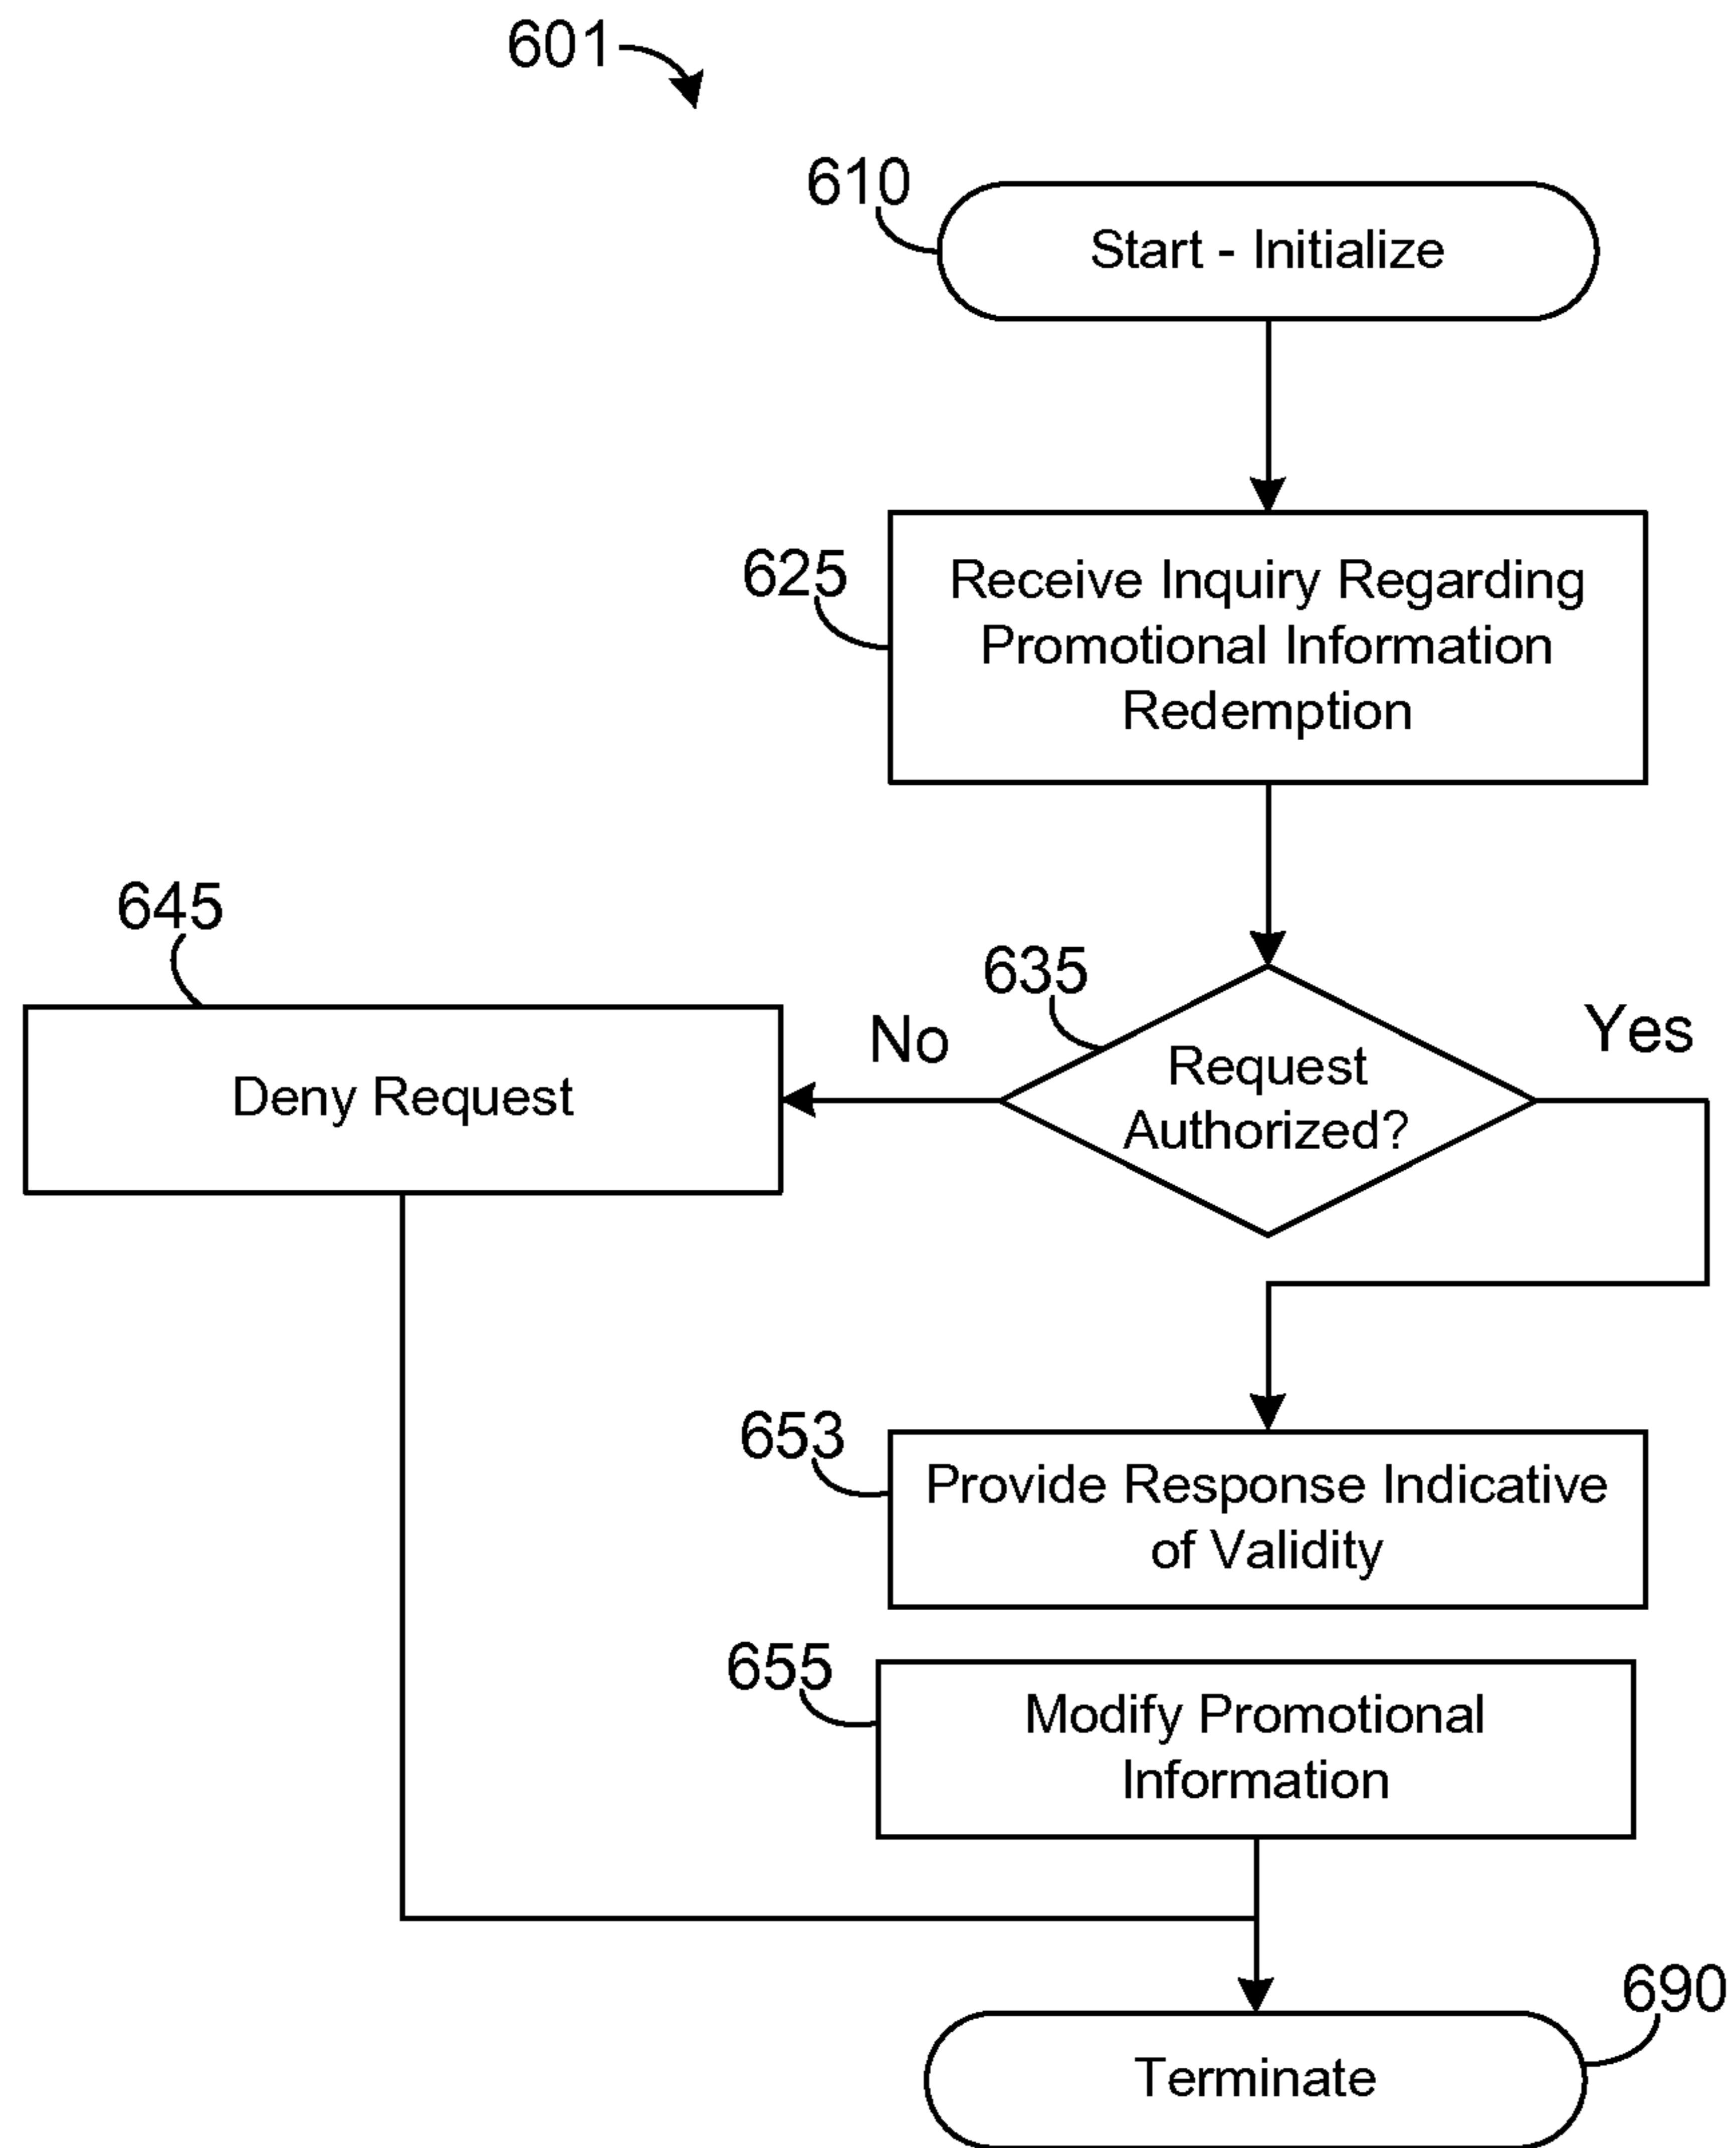 601
610
Start - Initialize
625
Receive Inquiry Regarding
Promotional Information
Redemption
645
Deny Request
No
635
Request
Authorized?
Yes
653
Provide Response Indicative
of Validity
655
Modify Promotional
Information
690
Terminate